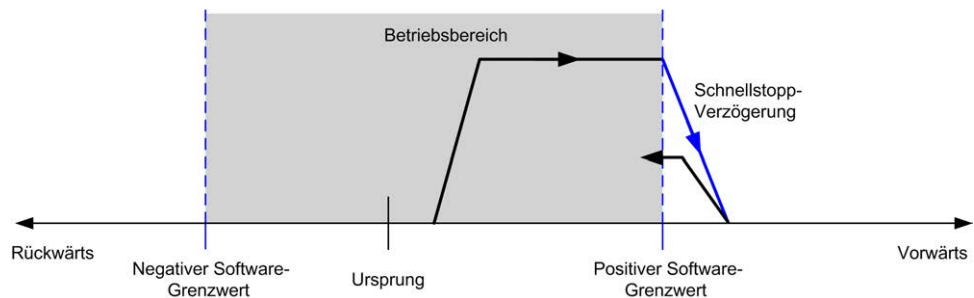 Betriebsbereich
Schnellstopp-
Verzögerung
Rückwärts
Vorwärts
Negativer Software-
Grenzwert
Ursprung
Positiver Software-
Grenzwert